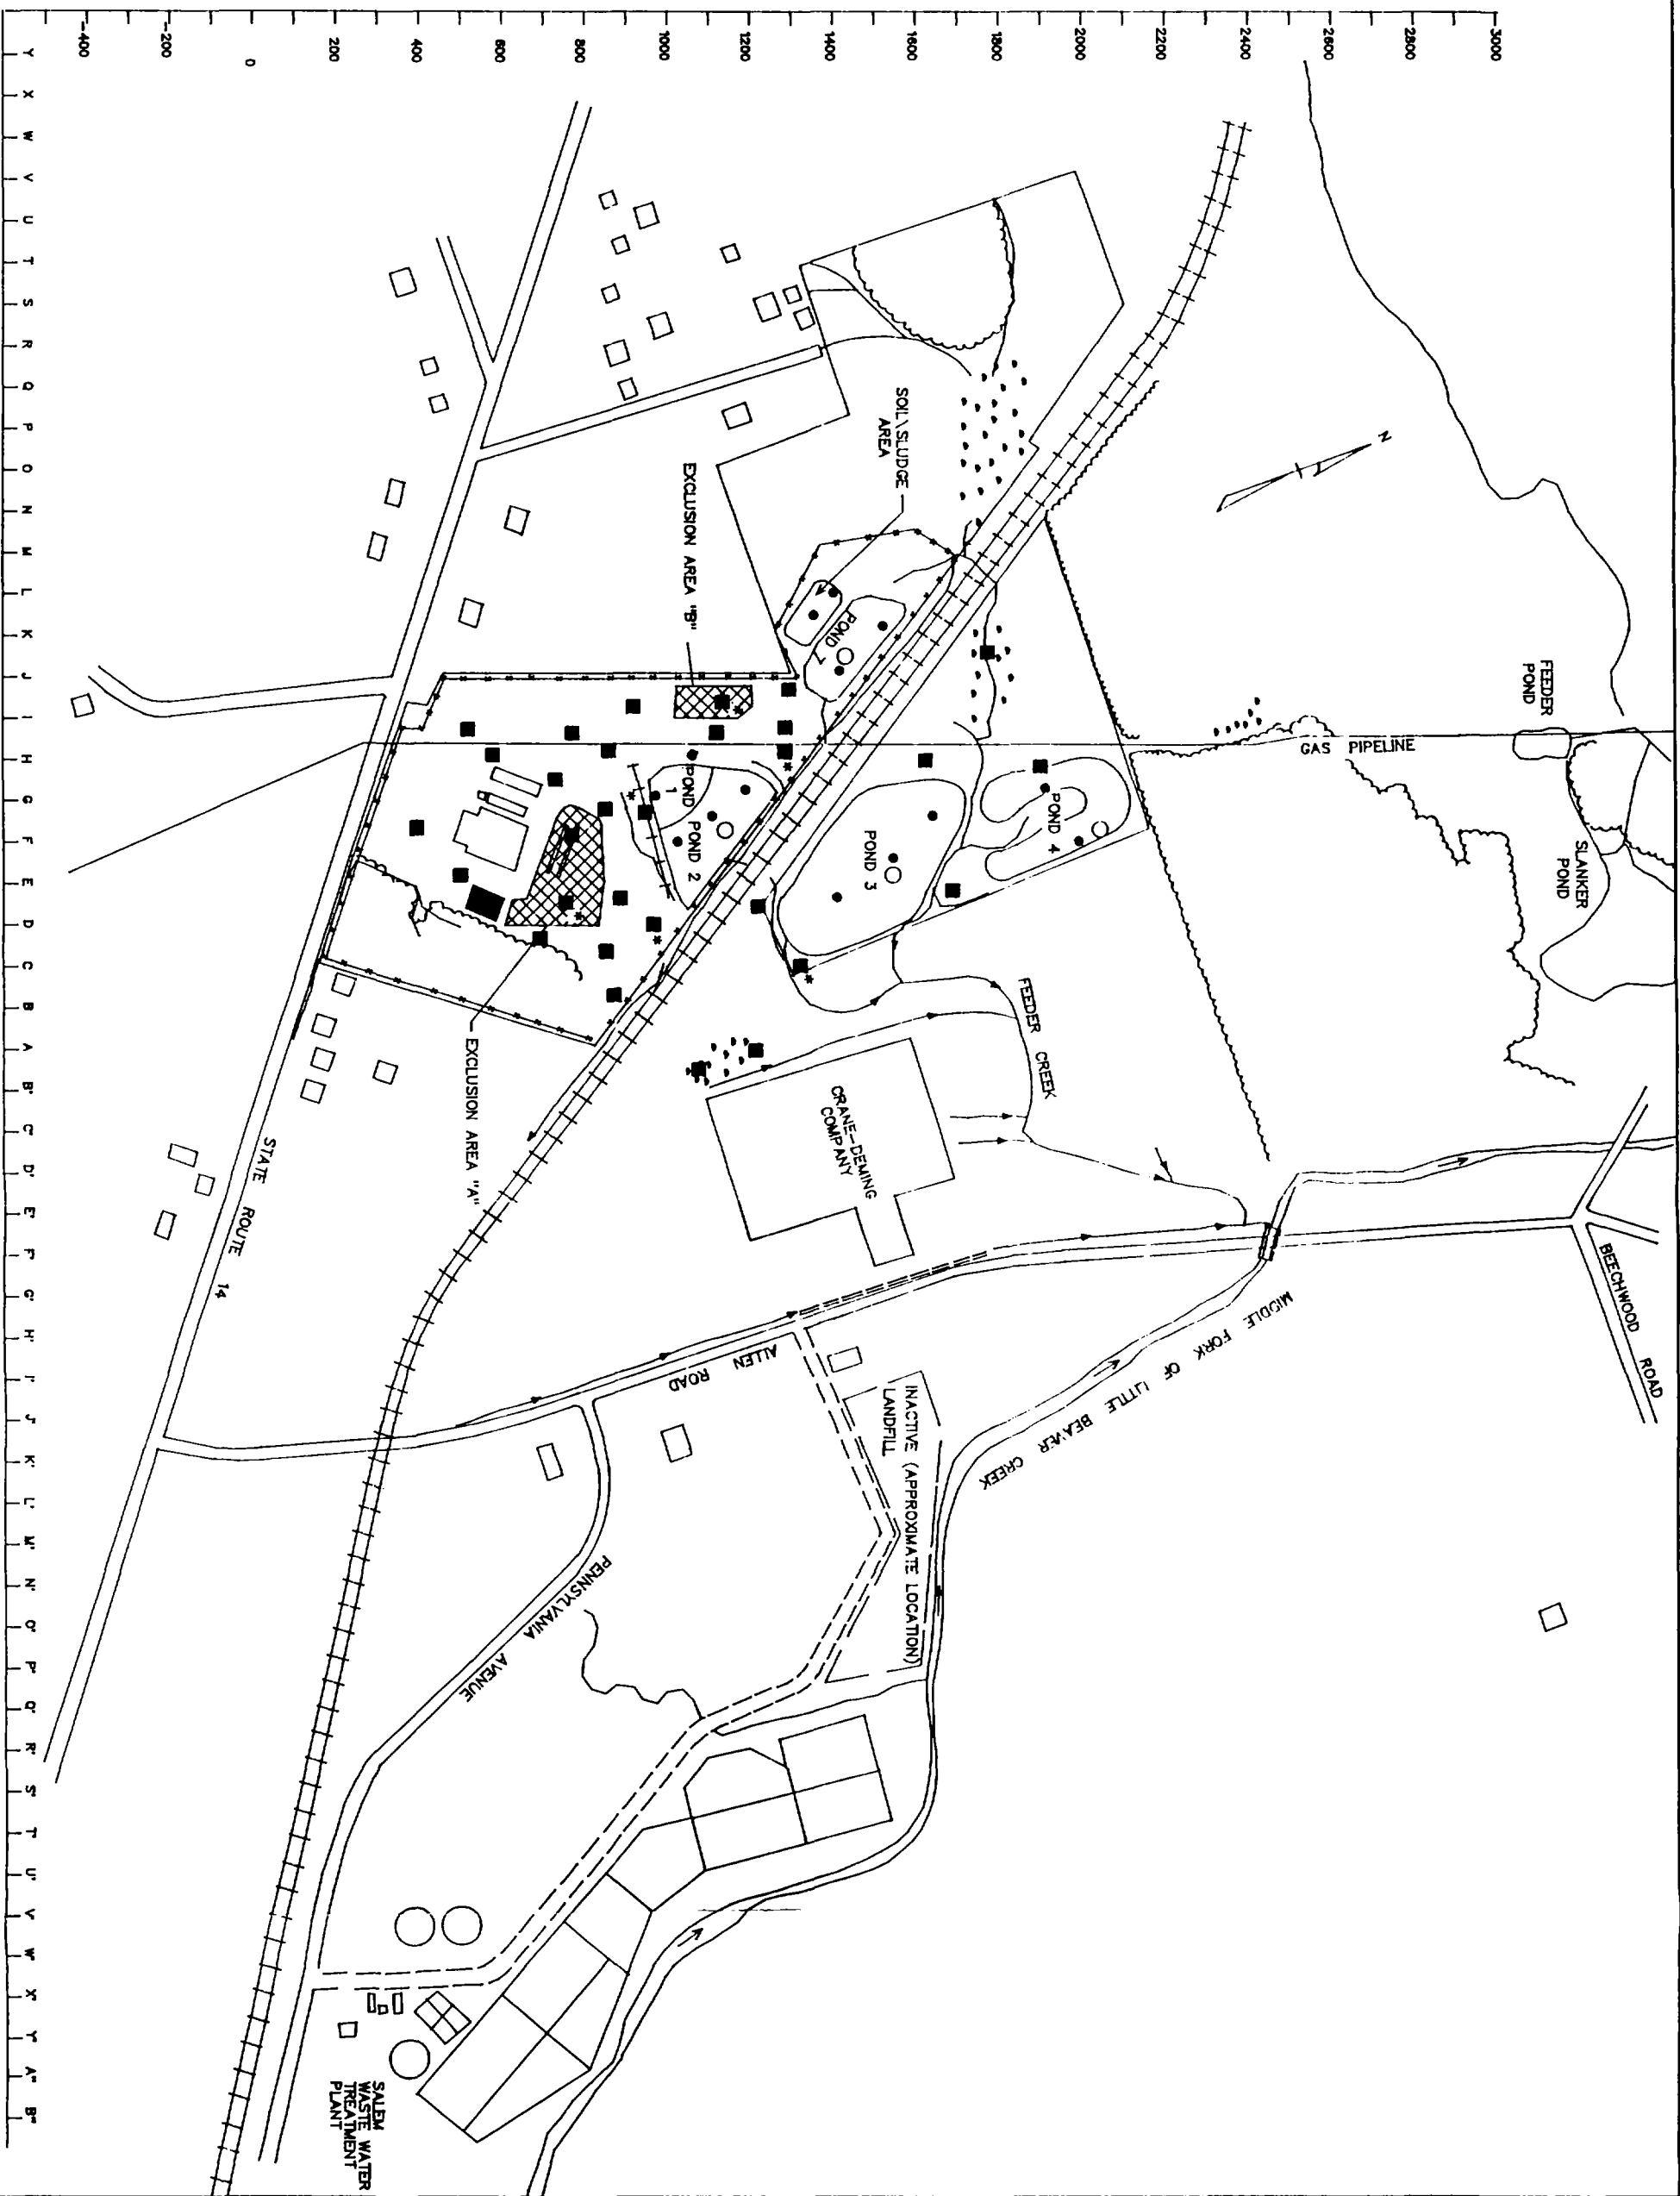 -400
-200
0
200
400
600
800
1000
1200
1400
1600
1800
2000
2200
2400
2600
2800
3000
Y
X
W
V
U
T
S
R
Q
P
O
N
M
L
K
J
I
H
G
F
E
D
C
B
A
B'
C'
D'
E'
F'
G'
H'
I'
J'
K'
L'
M'
N'
O'
P'
Q'
R'
S'
T'
U'
V'
W'
X'
Y'
A"
B"
N
SOIL\SLUDGE
AREA
EXCLUSION AREA "B"
POND 7
POND
1
POND 2
POND 3
POND 4
GAS PIPELINE
FEEDER
POND
SLANKER
POND
EXCLUSION AREA "A"
FEEDER CREEK
CRANE-DEMING
COMPANY
STATE ROUTE 14
ALLEN ROAD
BEECHWOOD ROAD
MIDDLE FORK OF LITTLE BEAVER CREEK
INACTIVE (APPROXIMATE LOCATION)
LANDFILL
PENNSYLVANIA AVENUE
SALEM
WASTE WATER
TREATMENT
PLANT